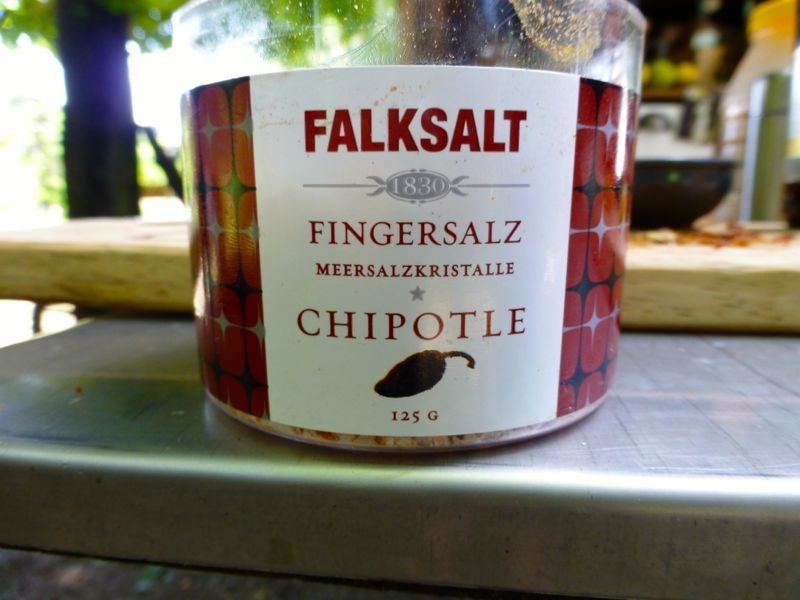 FALKSALT
1830
FINGERSALZ
MEERSALZKRISTALLE
CHIPOTLE
125 G